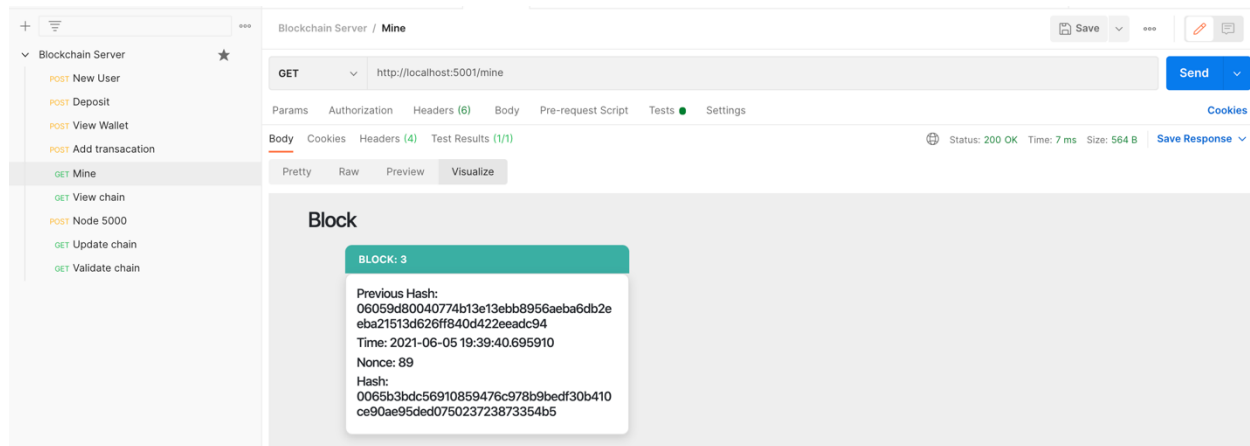 Blockchain Server / Mine
Save
Blockchain Server
POST New User
POST Deposit
POST View Wallet
POST Add transacation
GET Mine
GET View chain
POST Node 5000
GET Update chain
GET Validate chain
GET http://localhost:5001/mine
Send
Params Authorization Headers (6) Body Pre-request Script Tests Settings
Cookies
Body Cookies Headers (4) Test Results (1/1)
Status: 200 OK Time: 7 ms Size: 564 B Save Response
Pretty Raw Preview Visualize
Block
BLOCK: 3
Previous Hash:
06059d80040774b13e13ebb8956aeba6db2e
eba21513d626ff840d422eeadc94
Time: 2021-06-05 19:39:40.695910
Nonce: 89
Hash:
0065b3bdc56910859476c978b9bedf30b410
ce90ae95ded075023723873354b5